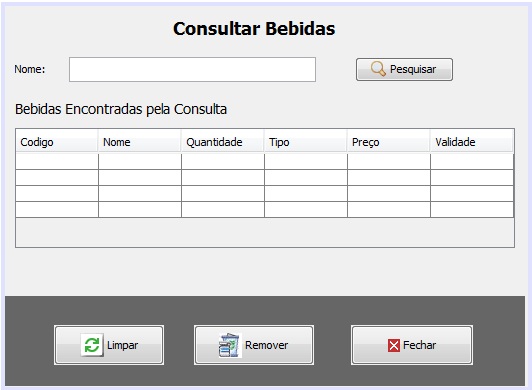 Consultar Bebidas
Nome: Pesquisar
Bebidas Encontradas pela Consulta
Codigo Nome Quantidade Tipo Preço Validade
Limpar Remover Fechar